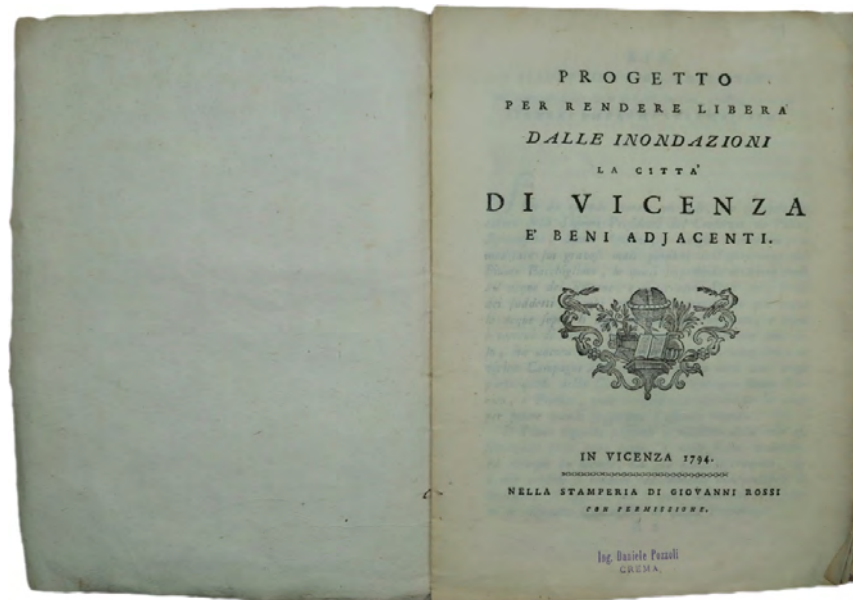 PROGETTO
PER RENDERE LIBERA
DALLE INONDAZIONI
LA CITTA'
DI VICENZA
E' BENI ADJACENTI.
IN VICENZA 1794.
NELLA STAMPERIA DI GIOVANNI ROSSI
CON PERMISSIONE.
Ing. Daniele Pozzoli
CREMA